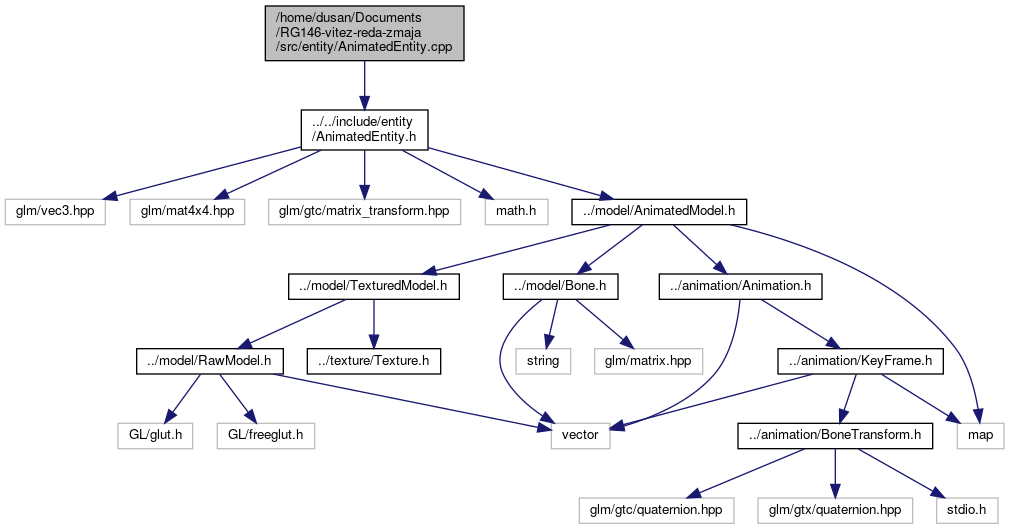 /home/dusan/Documents
/RG146-vitez-reda-zmaja
/src/entity/AnimatedEntity.cpp
../../include/entity
/AnimatedEntity.h
glm/vec3.hpp
glm/mat4x4.hpp
glm/gtc/matrix_transform.hpp
math.h
../model/AnimatedModel.h
../model/TexturedModel.h
../model/Bone.h
../animation/Animation.h
../model/RawModel.h
../texture/Texture.h
string
glm/matrix.hpp
../animation/KeyFrame.h
GL/glut.h
GL/freeglut.h
vector
../animation/BoneTransform.h
map
glm/gtc/quaternion.hpp
glm/gtx/quaternion.hpp
stdio.h